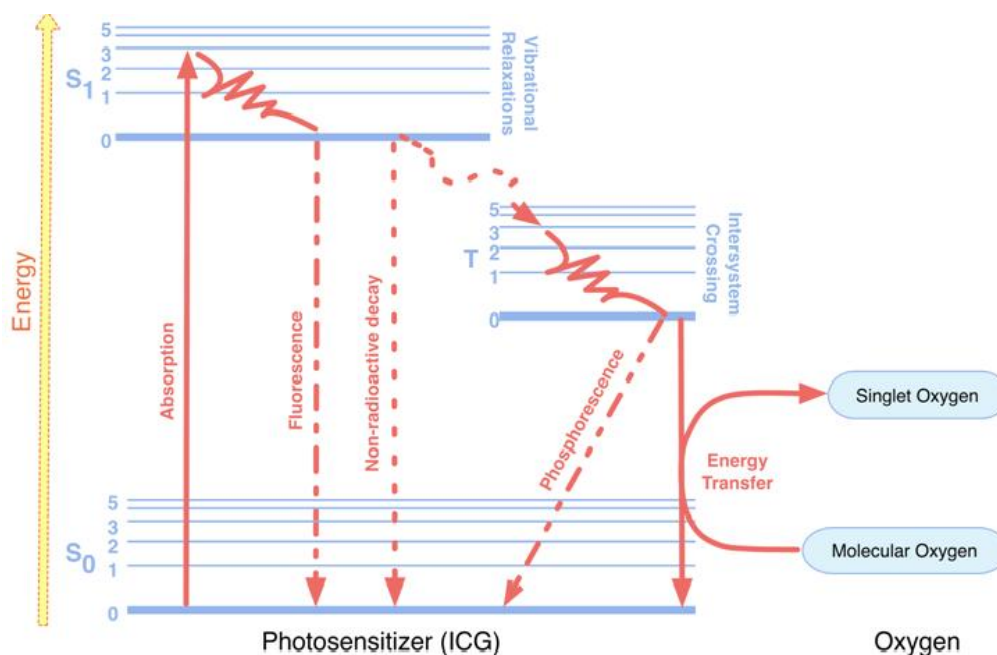 Energy
5
3
2
1
0
S1
Vibrational
Relaxations
5
3
2
1
0
T
Intersystem
Crossing
Absorption
Fluorescence
Non-radioactive decay
Phosphorescence
Energy
Transfer
Singlet Oxygen
Molecular Oxygen
5
3
2
1
0
S0
Photosensitizer (ICG)
Oxygen